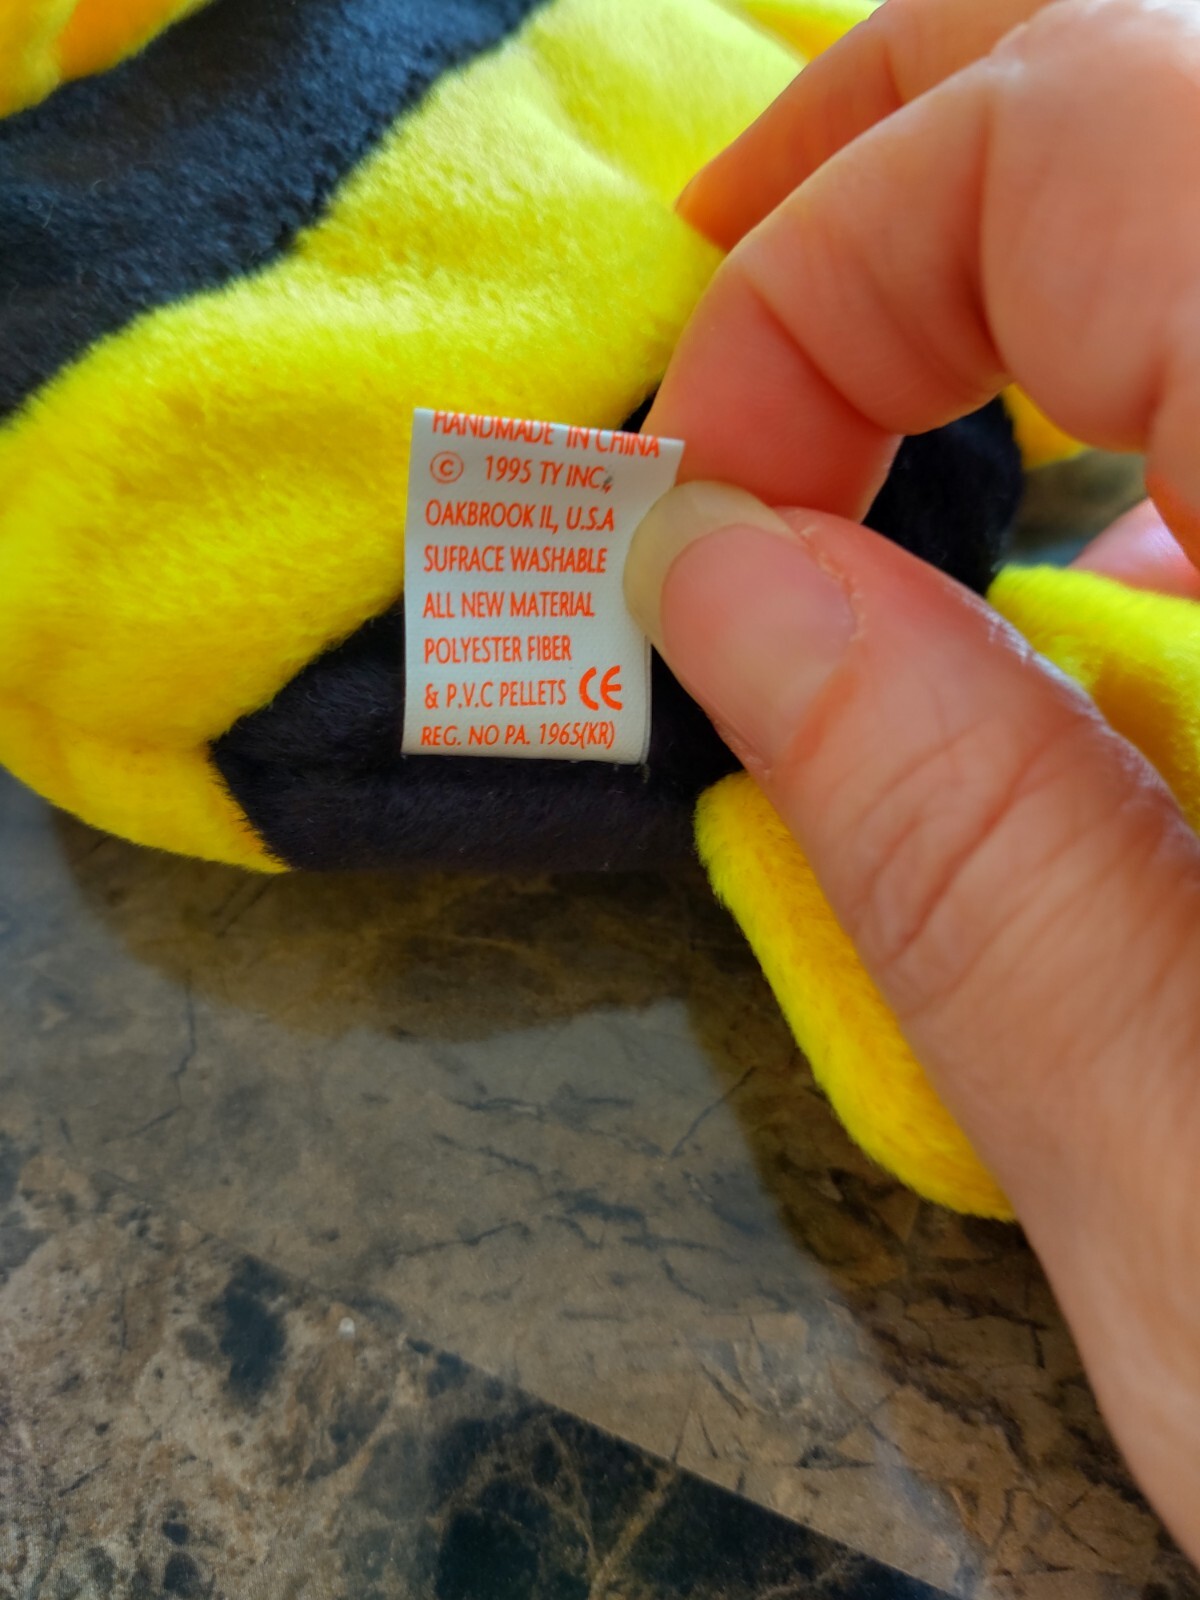 HANDMADE IN CHINA
© 1995 TY INC,
OAKBROOK IL, U.S.A
SUFRACE WASHABLE
ALL NEW MATERIAL
POLYESTER FIBER
& P.V.C PELLETS CE
REG. NO PA. 1965(KR)